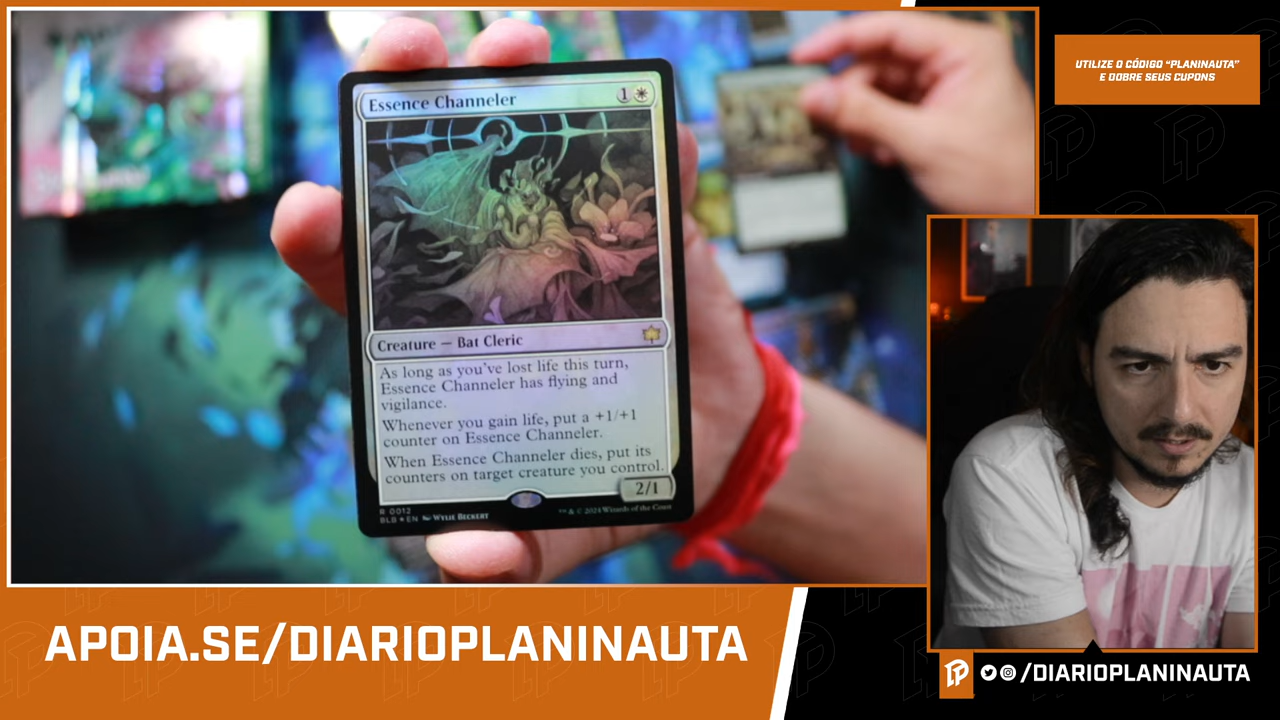 Essence Channeler 1
Creature — Bat Cleric
As long as you've lost life this turn,
Essence Channeler has flying and
vigilance.
Whenever you gain life, put a +1/+1
counter on Essence Channeler.
When Essence Channeler dies, put its
counters on target creature you control.
2/1
R 0012
BLB ★ EN Wylie Beckert
™ & © 2024 Wizards of the Coast
UTILIZE O CÓDIGO “PLANINAUTA”
E DOBRE SEUS CUPONS
APOIA.SE/DIARIOPLANINAUTA
/DIARIOPLANINAUTA